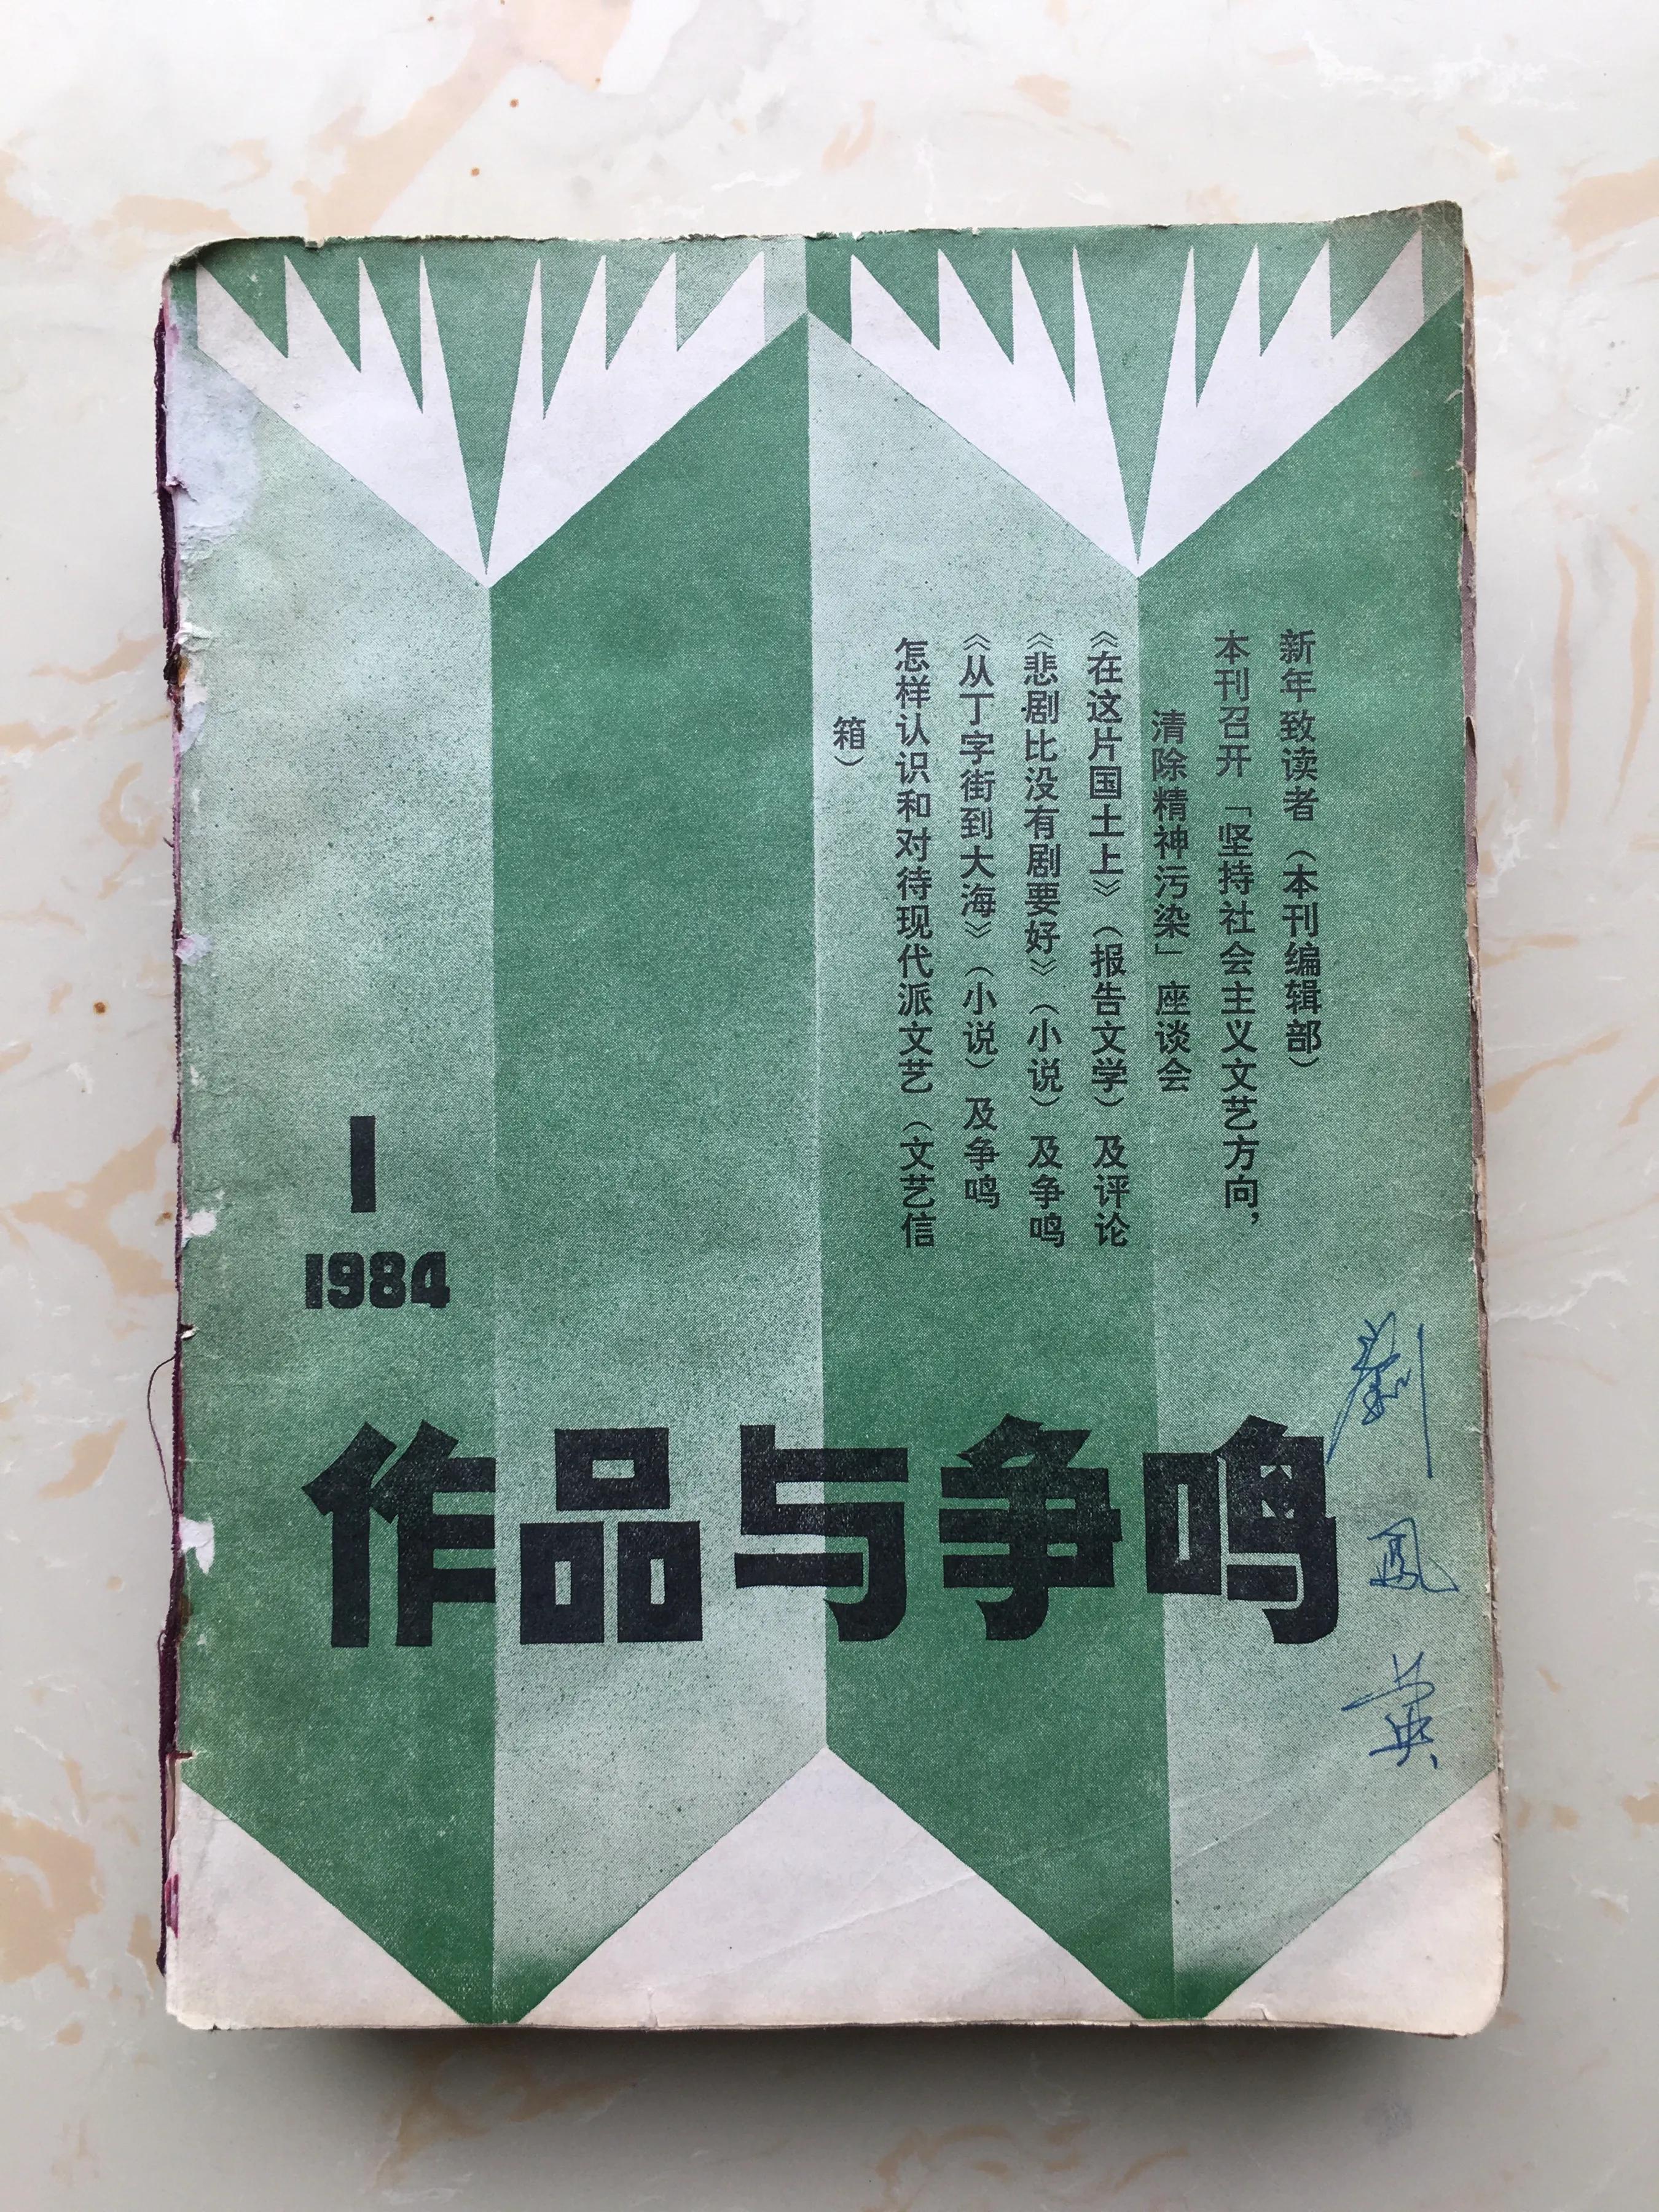 新年致读者（本刊编辑部）
本刊召开「坚持社会主义文艺方向，
清除精神污染」座谈会
《在这片国土上》（报告文学）及评论
《悲剧比没有剧要好》（小说）及争鸣
《从丁字街到大海》（小说）及争鸣
怎样认识和对待现代派文艺（文艺信
箱）
1
1984
作品与争鸣
劉鳳英